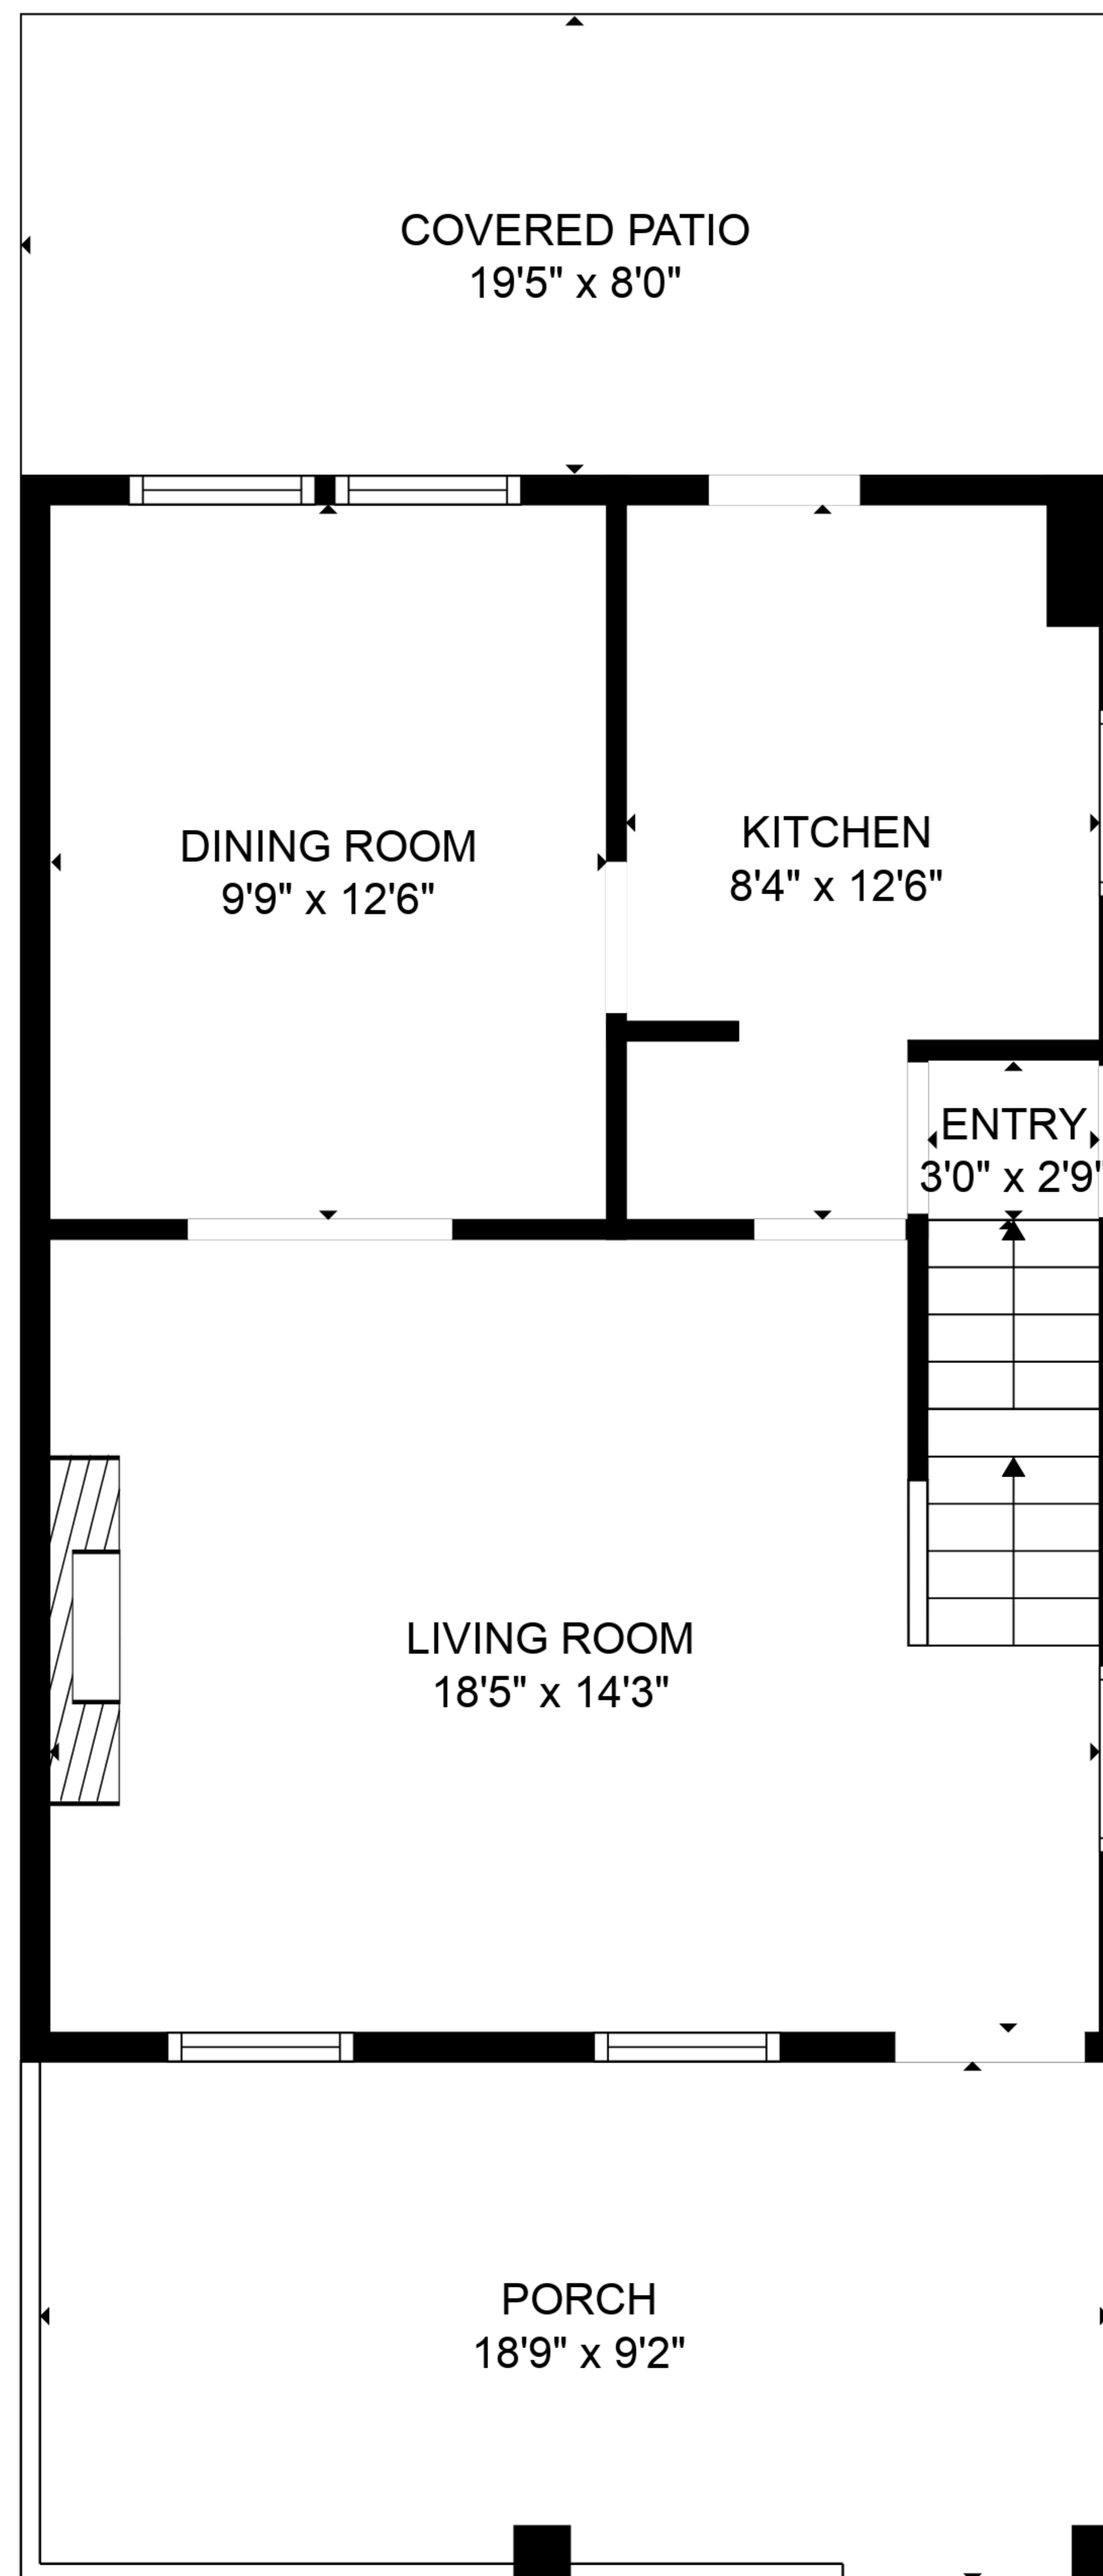 COVERED PATIO
19'5" x 8'0"
DINING ROOM
9'9" x 12'6"
KITCHEN
8'4" x 12'6"
ENTRY
3'0" x 2'9"
LIVING ROOM
18'5" x 14'3"
PORCH
18'9" x 9'2"